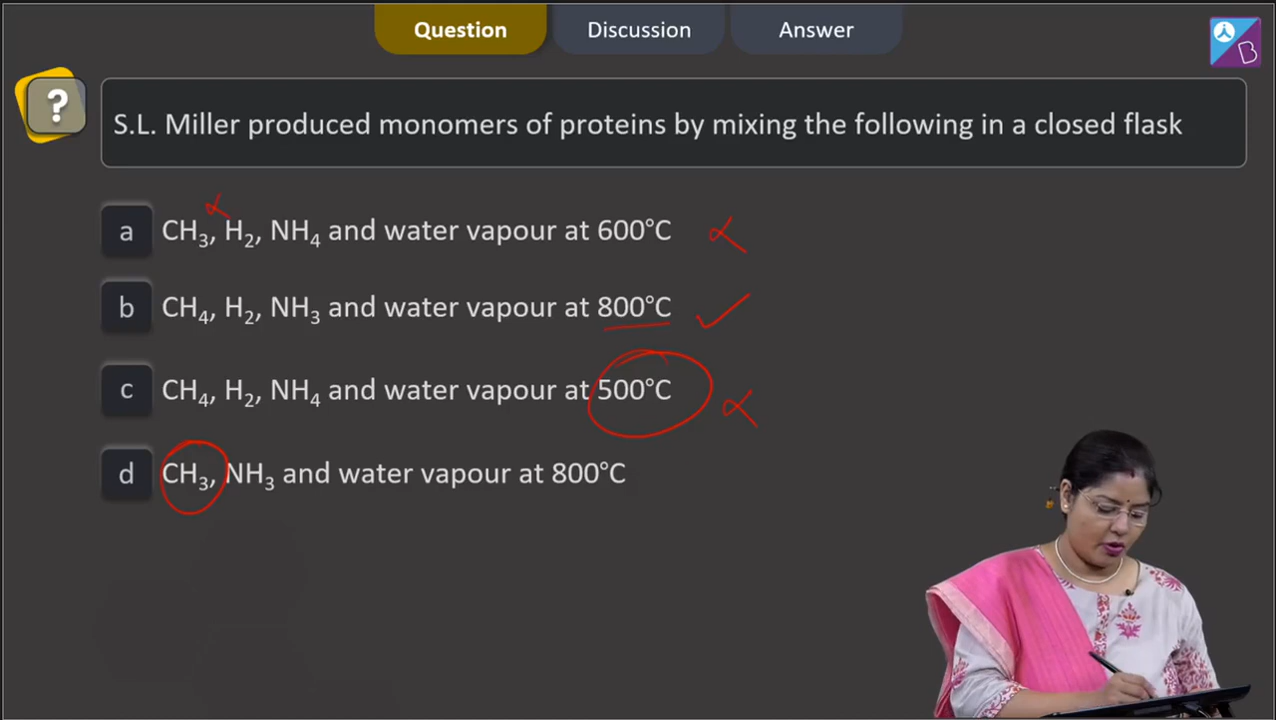 Question Discussion Answer
B
?
S.L. Miller produced monomers of proteins by mixing the following in a closed flask
a CH₃, H₂, NH₄ and water vapour at 600°C
b CH₄, H₂, NH₃ and water vapour at 800°C
c CH₄, H₂, NH₄ and water vapour at 500°C
d CH₃, NH₃ and water vapour at 800°C